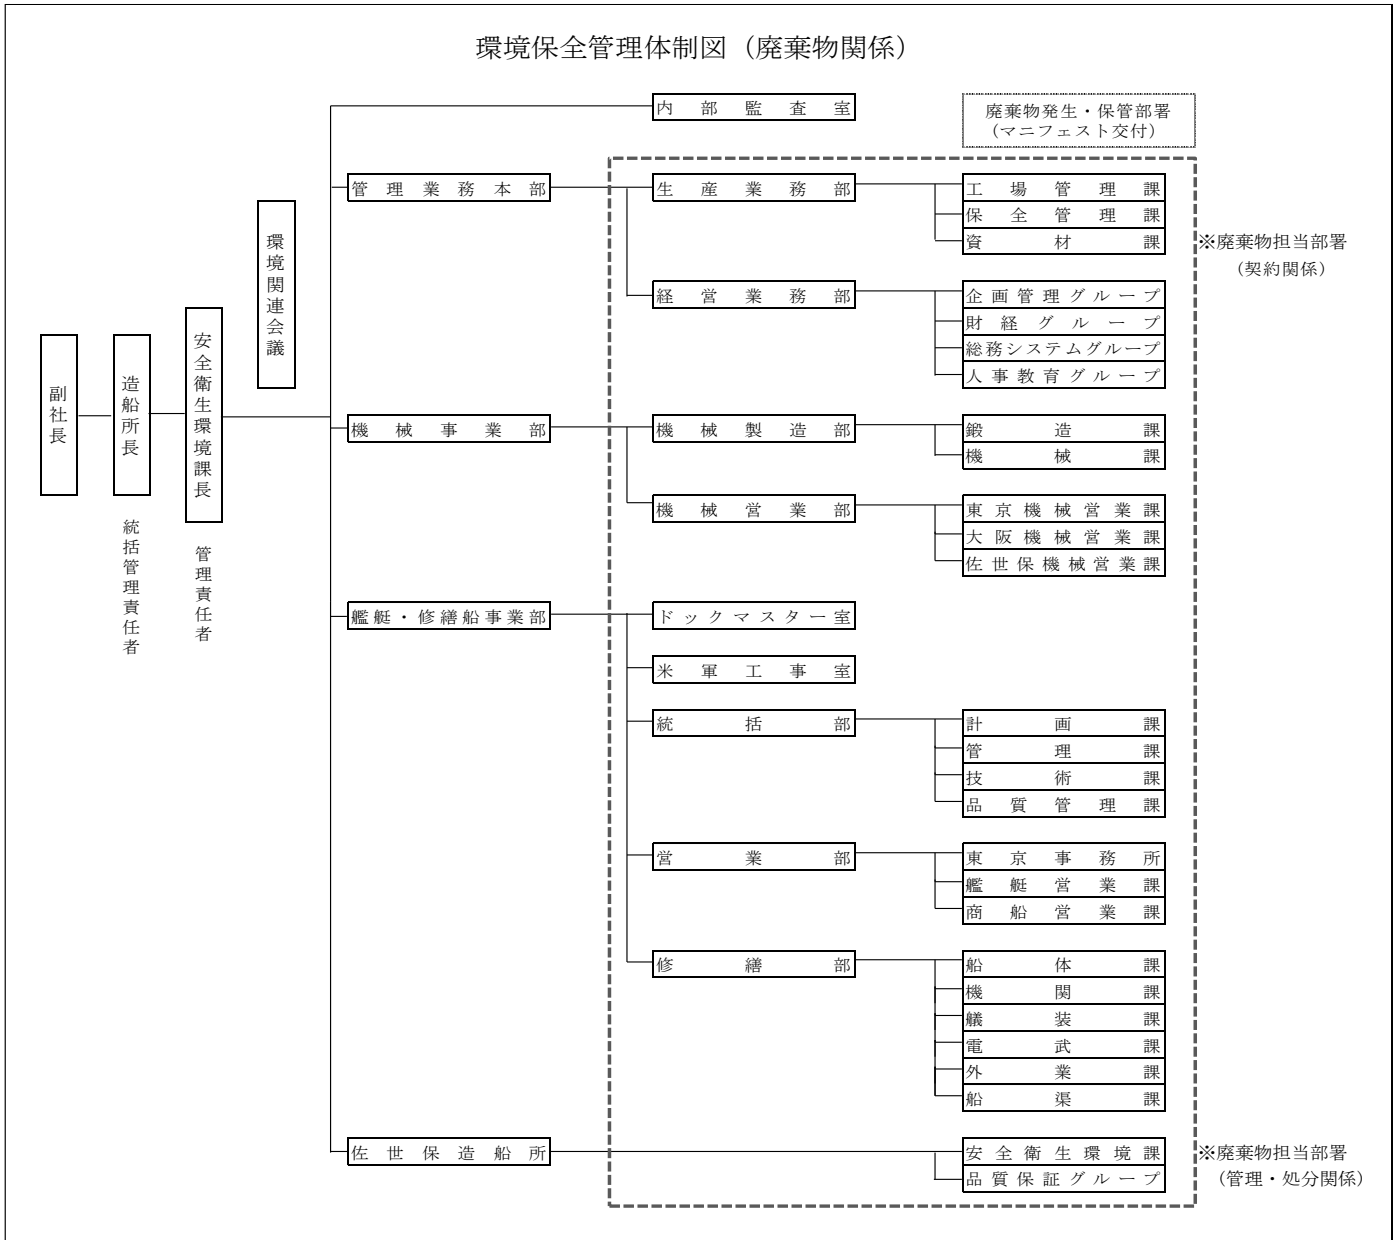 環境保全管理体制図（廃棄物関係）
内部監査室
廃棄物発生・保管部署
（マニフェスト交付）
管理業務本部
生産業務部
工場管理課
保全管理課
資材課
※廃棄物担当部署
（契約関係）
経営業務部
企画管理グループ
財経グループ
総務システムグループ
人事教育グループ
環境関連会議
副社長
造船所長
統括管理責任者
安全衛生環境課長
管理責任者
機械事業部
機械製造部
鍛造課
機械課
機械営業部
東京機械営業課
大阪機械営業課
佐世保機械営業課
艦艇・修繕船事業部
ドックマスター室
米軍工事室
統括部
計画課
管理課
技術課
品質管理課
営業部
東京事務所
艦艇営業課
商船営業課
修繕部
船体課
機関課
艤装課
電武課
外業課
船渠課
佐世保造船所
安全衛生環境課
品質保証グループ
※廃棄物担当部署
（管理・処分関係）